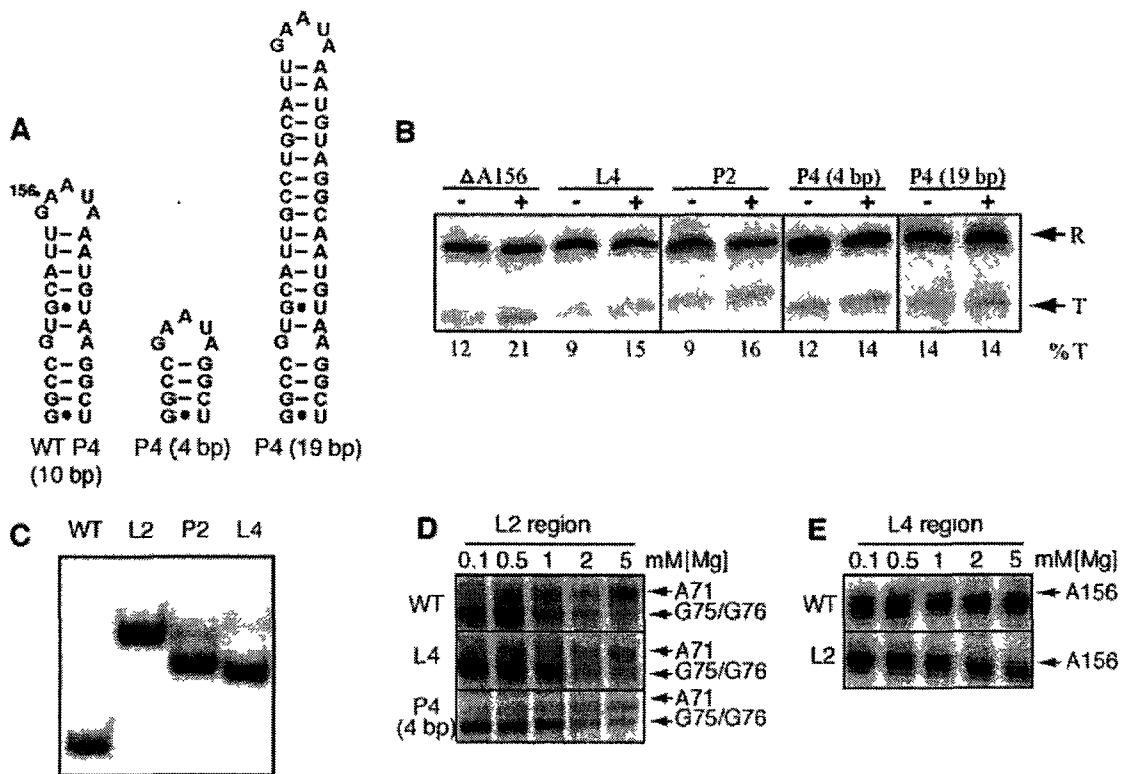 A
156
G A A U A
U – A
U – A
A – U
C – G
G • U
U A
G A
C – G
C – G
G – C
G • U
WT P4
(10 bp)
G A A U A
C – G
C – G
G – C
G • U
P4 (4 bp)
G A A U A
U – A
U – A
A – U
C – G
G – U
U – A
C – G
C – G
G – C
U – A
U – A
A – U
C – G
G • U
U A
G A
C – G
C – G
G – C
G • U
P4 (19 bp)
B
ΔA156 L4 P2 P4 (4 bp) P4 (19 bp)
- + - + - + - + - +
R
T
12 21 9 15 9 16 12 14 14 14 % T
C
WT L2 P2 L4
D
L2 region
0.1 0.5 1 2 5 mM[Mg]
WT
A71
G75/G76
L4
A71
G75/G76
P4
(4 bp)
A71
G75/G76
E
L4 region
0.1 0.5 1 2 5 mM[Mg]
WT
A156
L2
A156